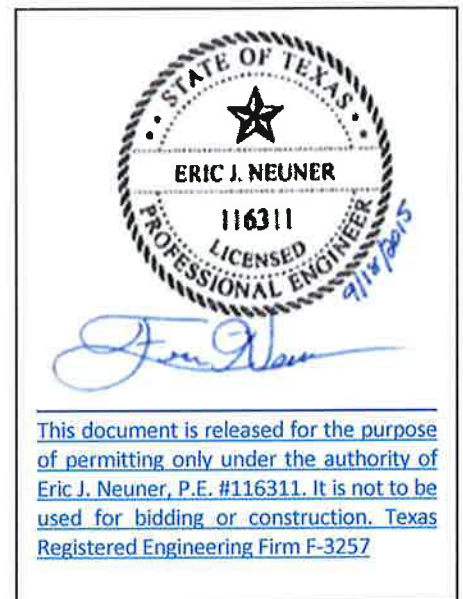 STATE OF TEXAS
ERIC J. NEUNER
116311
LICENSED
PROFESSIONAL ENGINEER
9/18/2015
Eric Neuner
This document is released for the purpose
of permitting only under the authority of
Eric J. Neuner, P.E. #116311. It is not to be
used for bidding or construction. Texas
Registered Engineering Firm F-3257